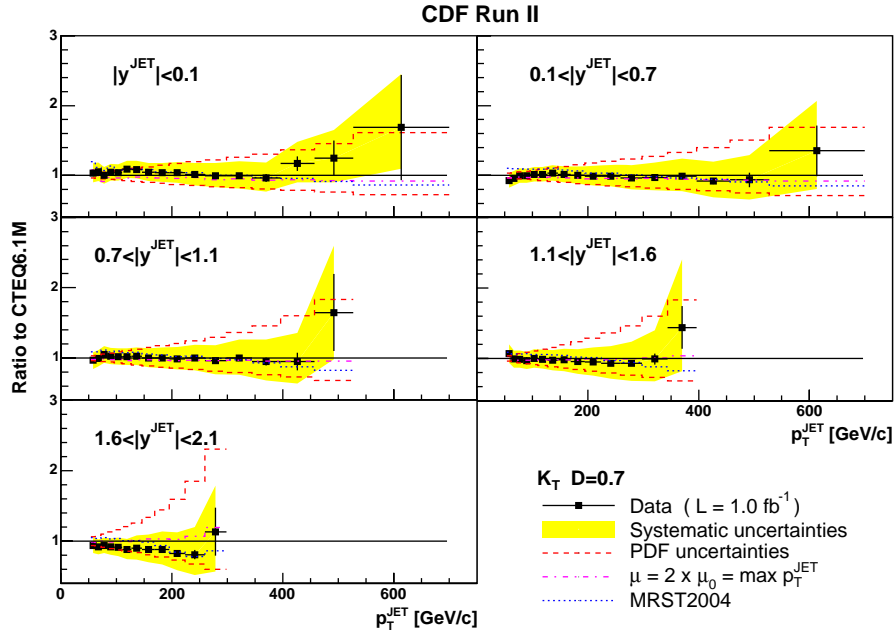 CDF Run II
Ratio to CTEQ6.1M
3
2
1
|y^JET|<0.1
0.1<|y^JET|<0.7
3
2
1
0.7<|y^JET|<1.1
1.1<|y^JET|<1.6
200 400 600
p_T^JET [GeV/c]
3
2
1
1.6<|y^JET|<2.1
0 200 400 600
p_T^JET [GeV/c]
K_T D=0.7
Data ( L = 1.0 fb^-1)
Systematic uncertainties
PDF uncertainties
μ = 2 x μ_0 = max p_T^JET
MRST2004